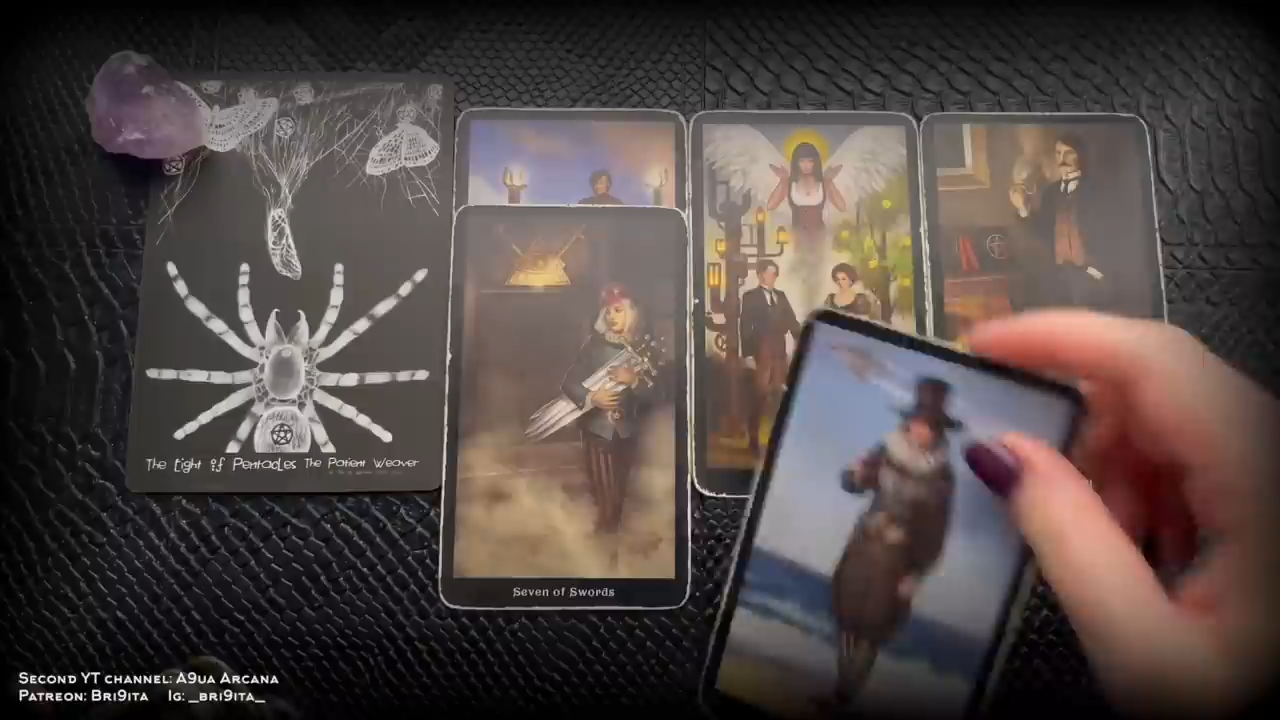 The Eight of Pentacles The Patient Weaver
Seven of Swords
Second YT channel: A9ua Arcana
Patreon: Bri9ita Ig: _bri9ita_